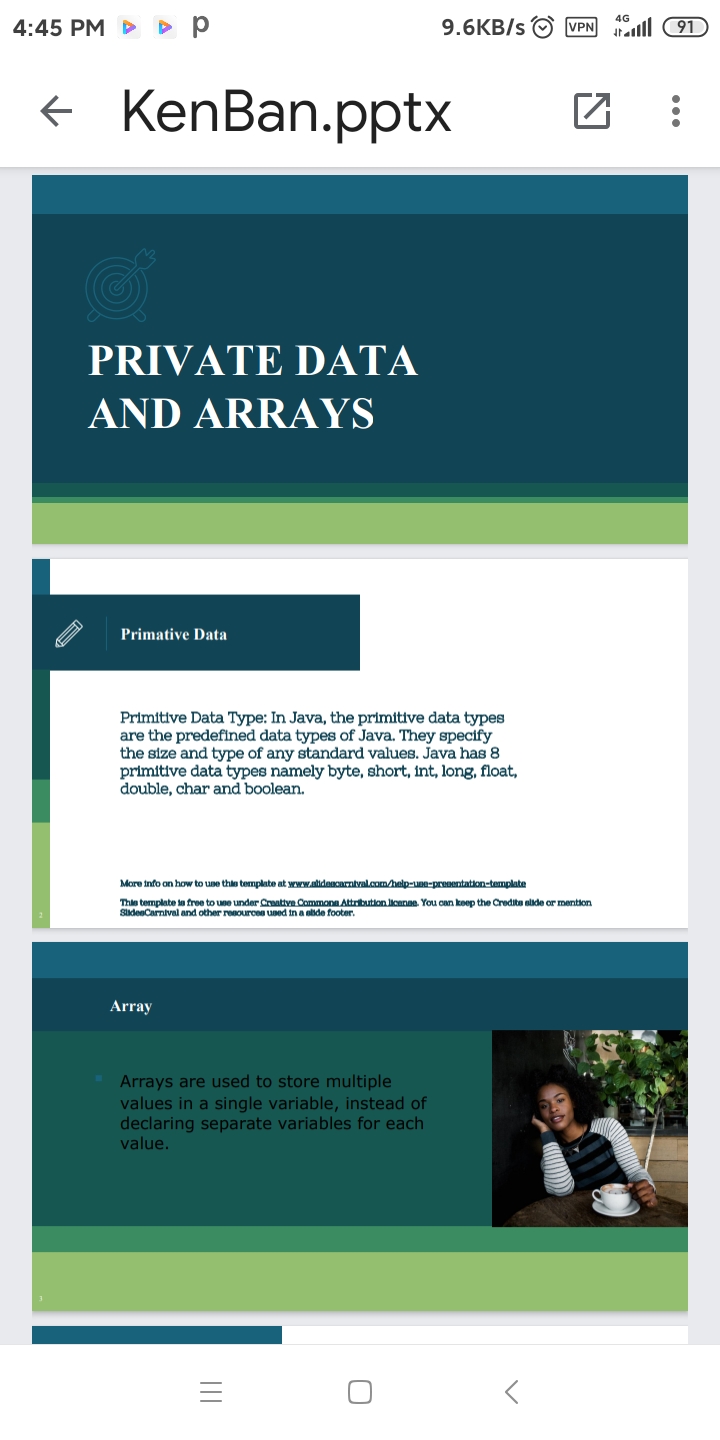 4:45 PM
9.6KB/s VPN 4G 91
KenBan.pptx
PRIVATE DATA
AND ARRAYS
Primative Data
Primitive Data Type: In Java, the primitive data types
are the predefined data types of Java. They specify
the size and type of any standard values. Java has 8
primitive data types namely byte, short, int, long, float,
double, char and boolean.
More info on how to use this template at www.slidescarnival.com/help-use-presentation-template
This template is free to use under Creative Commons Attribution license. You can keep the Credits slide or mention
SlidesCarnival and other resources used in a slide footer.
2
Array
Arrays are used to store multiple
values in a single variable, instead of
declaring separate variables for each
value.
3